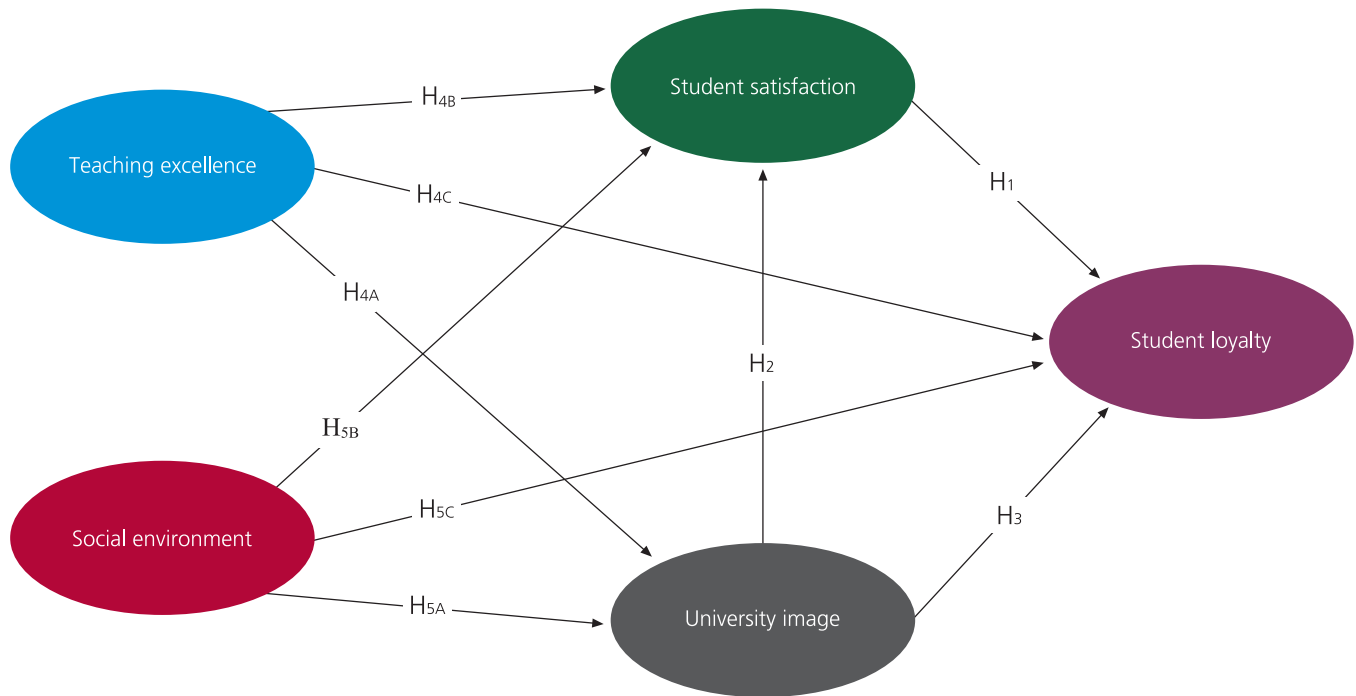 Student satisfaction
H4B
Teaching excellence
H4C
H1
H4A
Student loyalty
H2
H5B
H5C
H3
Social environment
H5A
University image